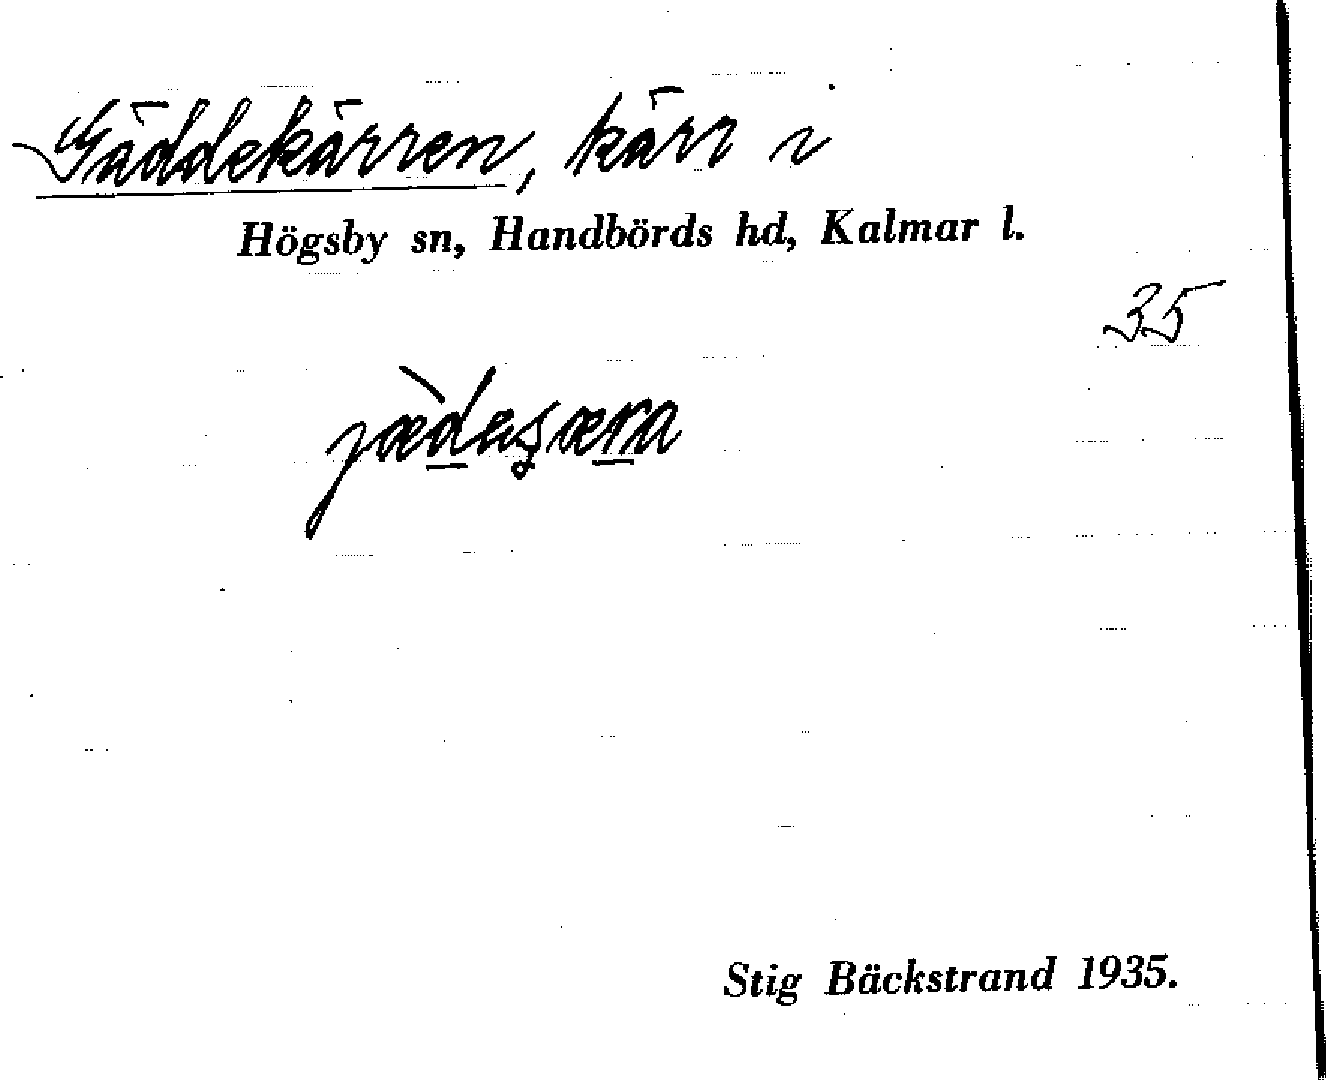 Gäddekärren, kärr i
Högsby sn, Handbörds hd, Kalmar l.
35
Stig Bäckstrand 1935.